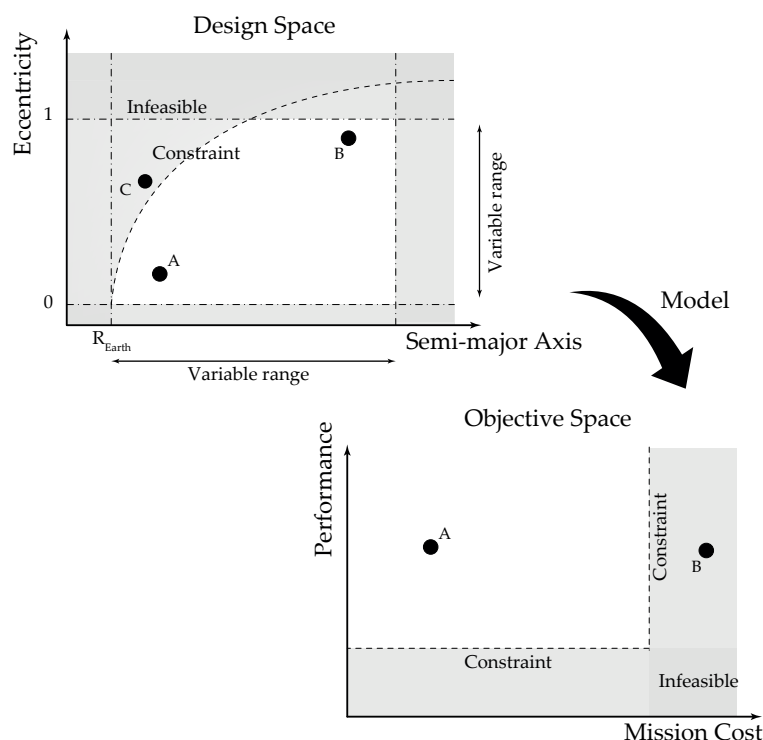 Design Space
Eccentricity
1
Infeasible
Constraint
B
C
A
Variable range
0
R_Earth
Semi-major Axis
Variable range
Model
Objective Space
Performance
A
Constraint
B
Constraint
Infeasible
Mission Cost